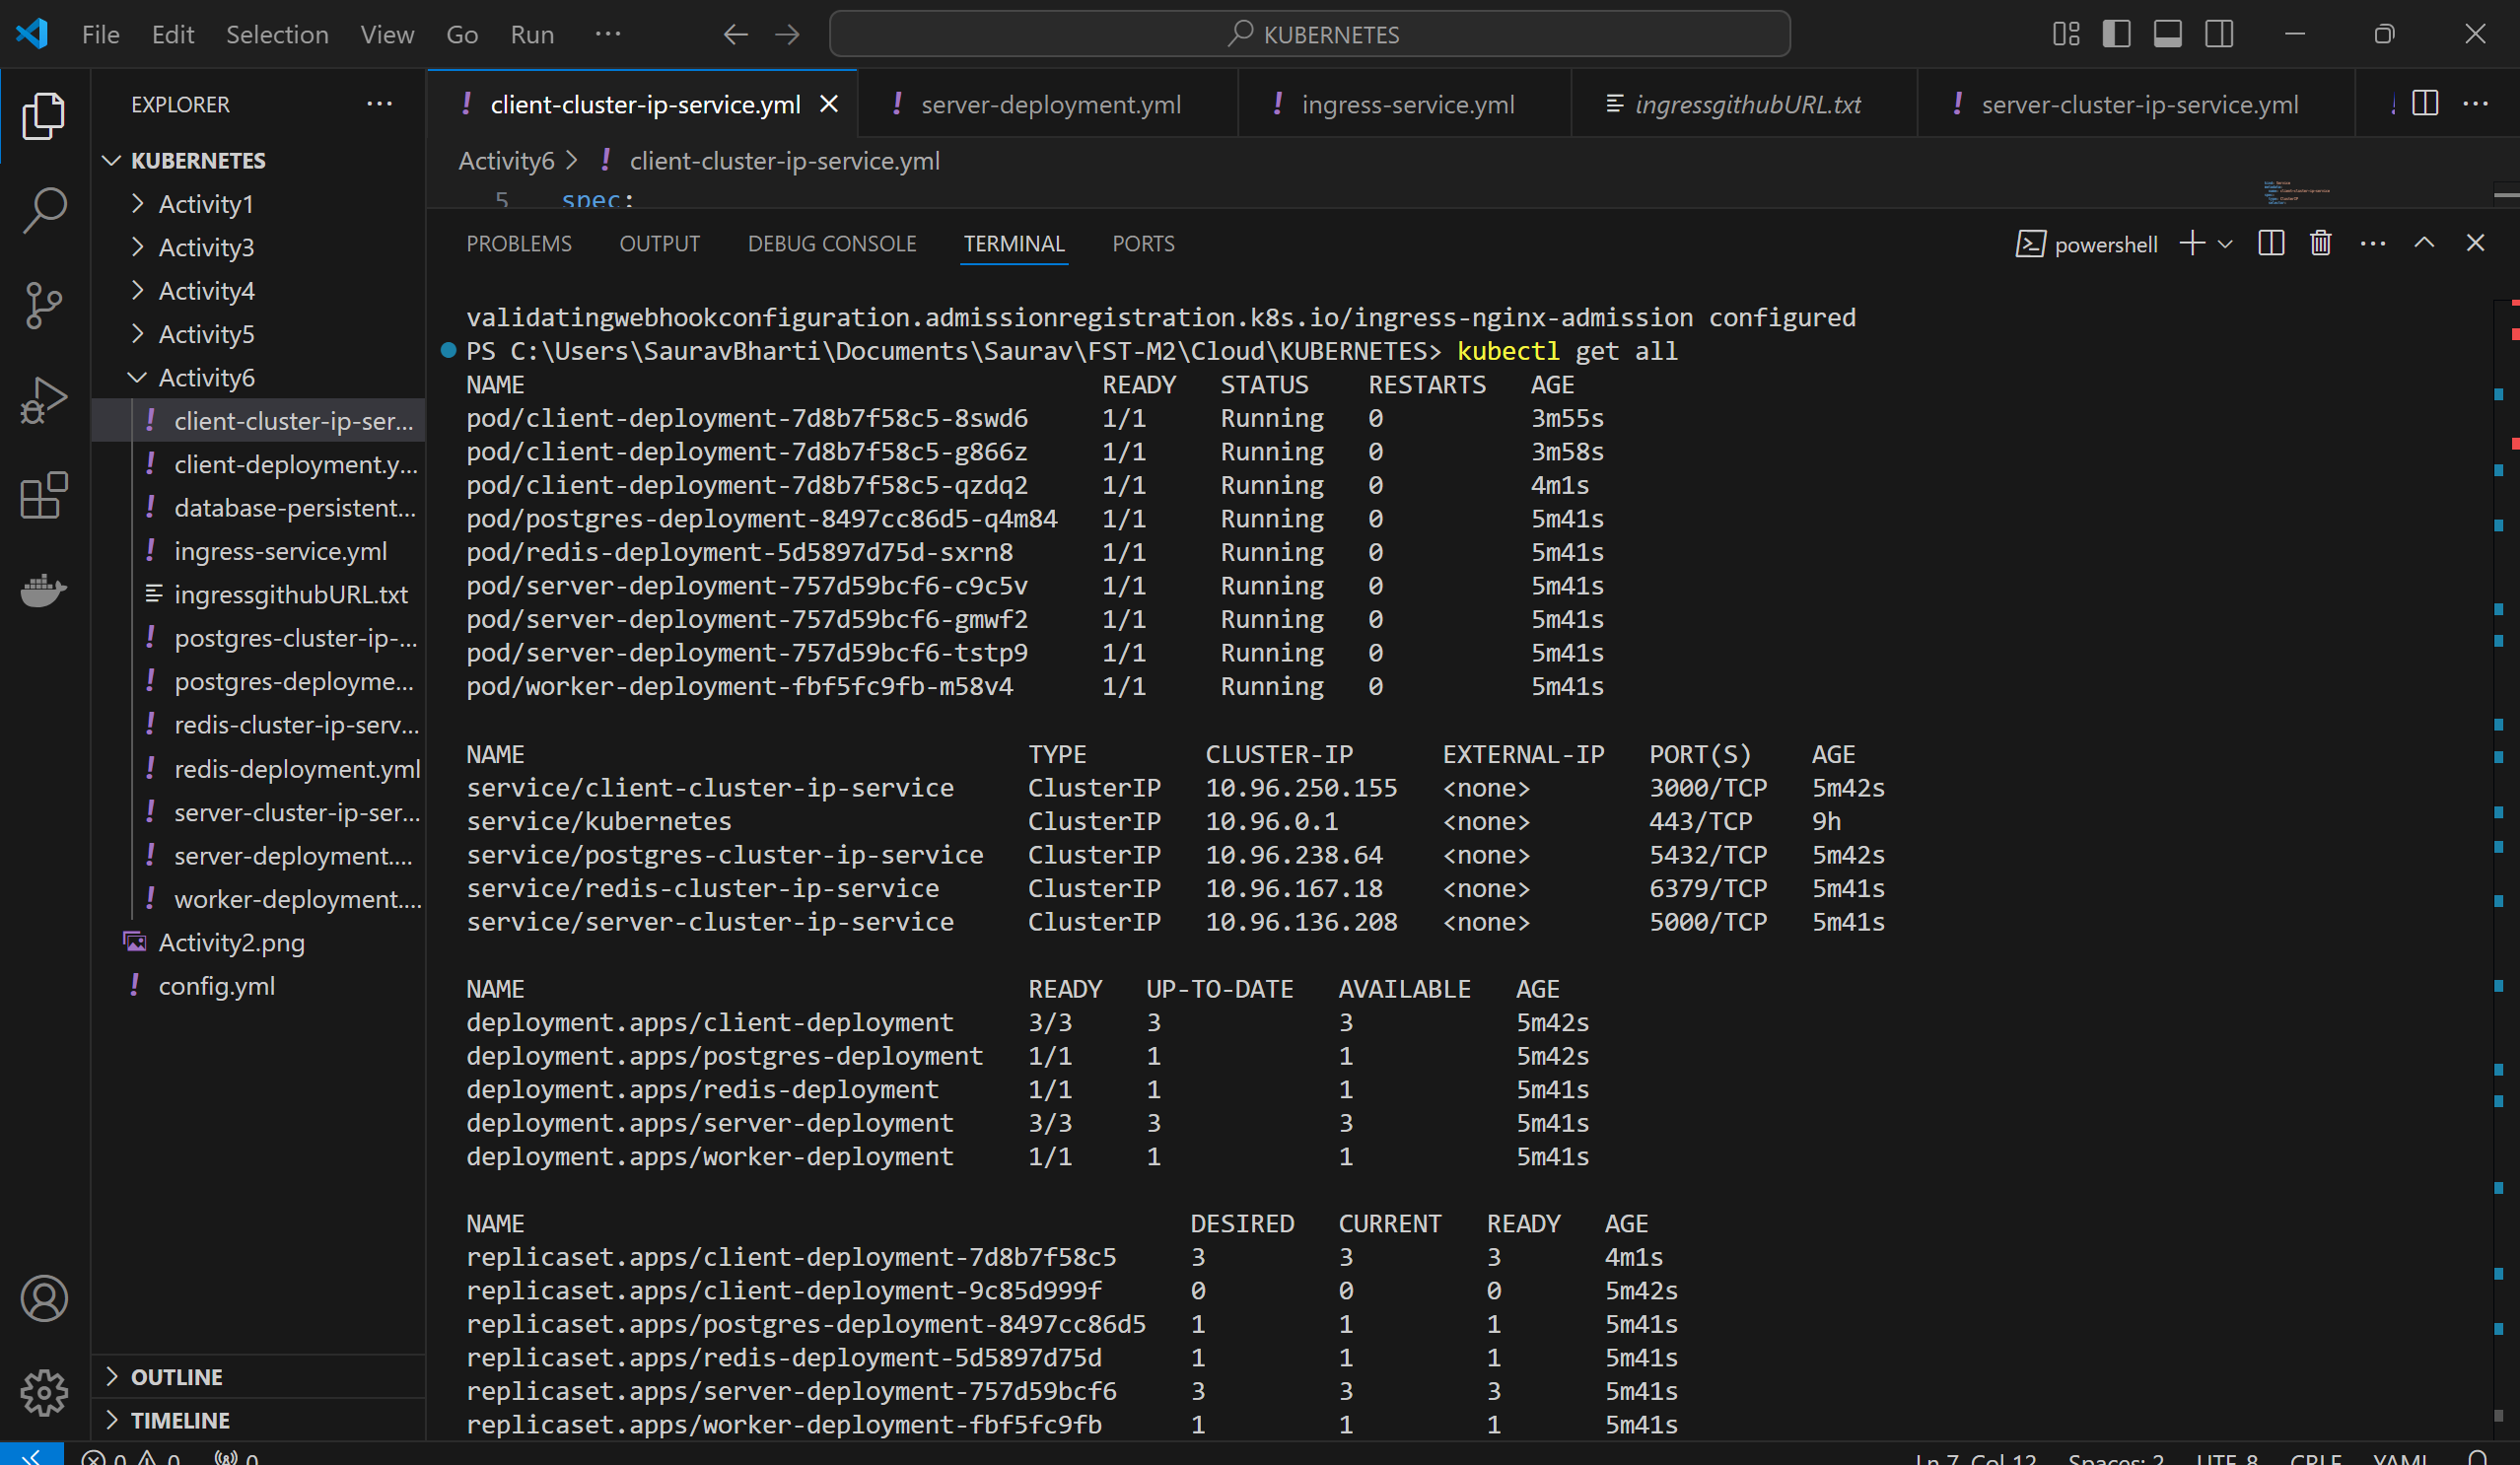 File Edit Selection View Go Run ··· KUBERNETES
EXPLORER ···
client-cluster-ip-service.yml server-deployment.yml ingress-service.yml ingressgithubURL.txt server-cluster-ip-service.yml
KUBERNETES
Activity1
Activity3
Activity4
Activity5
Activity6
client-cluster-ip-ser...
client-deployment.y...
database-persistent...
ingress-service.yml
ingressgithubURL.txt
postgres-cluster-ip-...
postgres-deployme...
redis-cluster-ip-serv...
redis-deployment.yml
server-cluster-ip-ser...
server-deployment....
worker-deployment....
Activity2.png
config.yml
OUTLINE
TIMELINE
Activity6 > client-cluster-ip-service.yml
5 spec:
PROBLEMS OUTPUT DEBUG CONSOLE TERMINAL PORTS powershell
validatingwebhookconfiguration.admissionregistration.k8s.io/ingress-nginx-admission configured
PS C:\Users\SauravBharti\Documents\Saurav\FST-M2\Cloud\KUBERNETES> kubectl get all
NAME READY STATUS RESTARTS AGE
pod/client-deployment-7d8b7f58c5-8swd6 1/1 Running 0 3m55s
pod/client-deployment-7d8b7f58c5-g866z 1/1 Running 0 3m58s
pod/client-deployment-7d8b7f58c5-qzdq2 1/1 Running 0 4m1s
pod/postgres-deployment-8497cc86d5-q4m84 1/1 Running 0 5m41s
pod/redis-deployment-5d5897d75d-sxrn8 1/1 Running 0 5m41s
pod/server-deployment-757d59bcf6-c9c5v 1/1 Running 0 5m41s
pod/server-deployment-757d59bcf6-gmwf2 1/1 Running 0 5m41s
pod/server-deployment-757d59bcf6-tstp9 1/1 Running 0 5m41s
pod/worker-deployment-fbf5fc9fb-m58v4 1/1 Running 0 5m41s
NAME TYPE CLUSTER-IP EXTERNAL-IP PORT(S) AGE
service/client-cluster-ip-service ClusterIP 10.96.250.155 <none> 3000/TCP 5m42s
service/kubernetes ClusterIP 10.96.0.1 <none> 443/TCP 9h
service/postgres-cluster-ip-service ClusterIP 10.96.238.64 <none> 5432/TCP 5m42s
service/redis-cluster-ip-service ClusterIP 10.96.167.18 <none> 6379/TCP 5m41s
service/server-cluster-ip-service ClusterIP 10.96.136.208 <none> 5000/TCP 5m41s
NAME READY UP-TO-DATE AVAILABLE AGE
deployment.apps/client-deployment 3/3 3 3 5m42s
deployment.apps/postgres-deployment 1/1 1 1 5m42s
deployment.apps/redis-deployment 1/1 1 1 5m41s
deployment.apps/server-deployment 3/3 3 3 5m41s
deployment.apps/worker-deployment 1/1 1 1 5m41s
NAME DESIRED CURRENT READY AGE
replicaset.apps/client-deployment-7d8b7f58c5 3 3 3 4m1s
replicaset.apps/client-deployment-9c85d999f 0 0 0 5m42s
replicaset.apps/postgres-deployment-8497cc86d5 1 1 1 5m41s
replicaset.apps/redis-deployment-5d5897d75d 1 1 1 5m41s
replicaset.apps/server-deployment-757d59bcf6 3 3 3 5m41s
replicaset.apps/worker-deployment-fbf5fc9fb 1 1 1 5m41s
0 0 0 Ln 7, Col 12 Spaces: 2 UTF-8 CRLF YAML